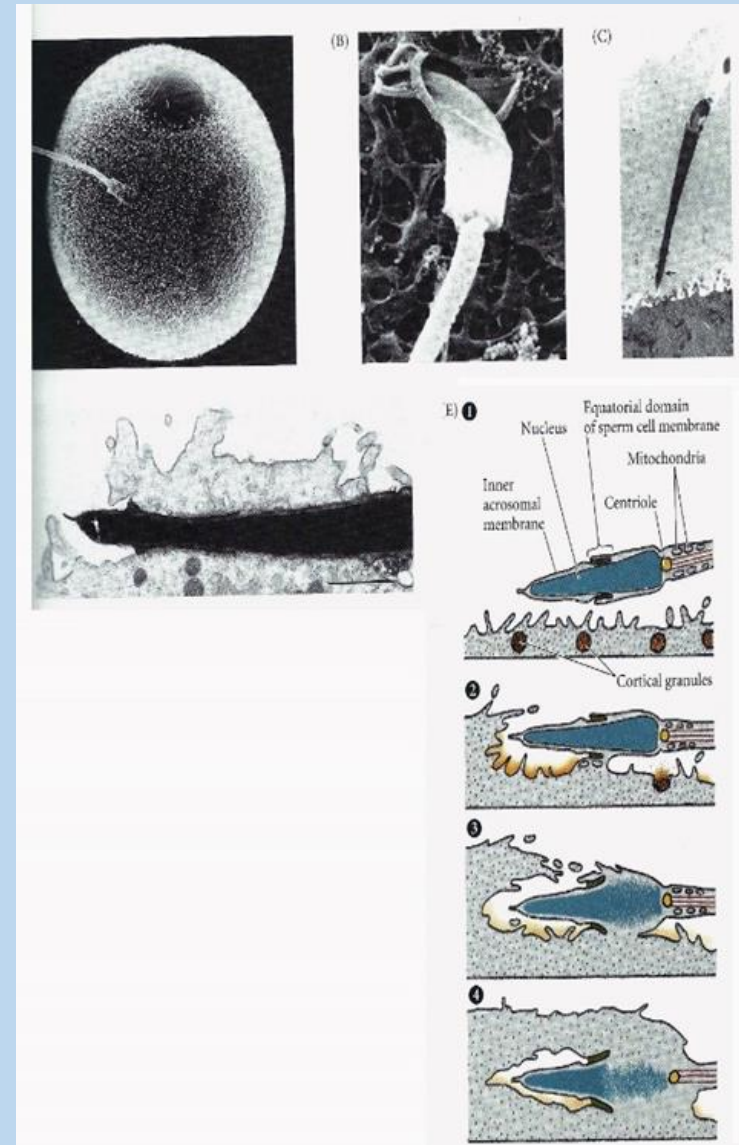 (B)
(C)
(E) 1
Equatorial domain
of sperm cell membrane
Nucleus
Mitochondria
Inner
acrosomal
membrane
Centriole
Cortical granules
2
3
4